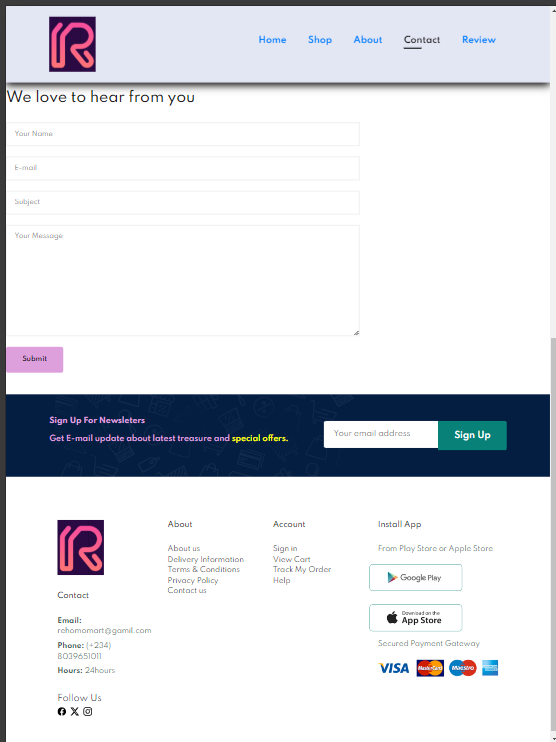 R
Home Shop About Contact Review
We love to hear from you
Your Name
E-mail
Subject
Your Message
Submit
Sign Up For Newsleters
Get E-mail update about latest treasure and special offers.
Your email address
Sign Up
R
Contact
Email:
rehomomart@gamil.com
Phone: (+234)
8039651011
Hours: 24hours
Follow Us
About
About us
Delivery Information
Terms & Conditions
Privacy Policy
Contact us
Account
Sign in
View Cart
Track My Order
Help
Install App
From Play Store or Apple Store
Google Play
Download on the
App Store
Secured Payment Gateway
VISA MasterCard Maestro